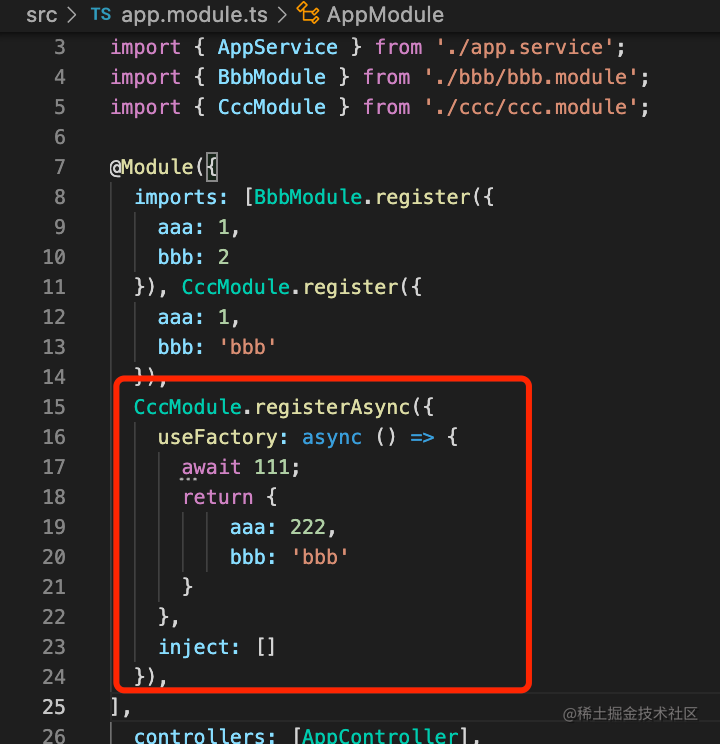 src > TS app.module.ts > AppModule
3 import { AppService } from './app.service';
4 import { BbbModule } from './bbb/bbb.module';
5 import { CccModule } from './ccc/ccc.module';
6
7 @Module({
8 imports: [BbbModule.register({
9 aaa: 1,
10 bbb: 2
11 }), CccModule.register({
12 aaa: 1,
13 bbb: 'bbb'
14 }),
15 CccModule.registerAsync({
16 useFactory: async () => {
17 await 111;
18 return {
19 aaa: 222,
20 bbb: 'bbb'
21 }
22 },
23 inject: []
24 }),
25 ],
26 controllers: [AppController],
@稀土掘金技术社区